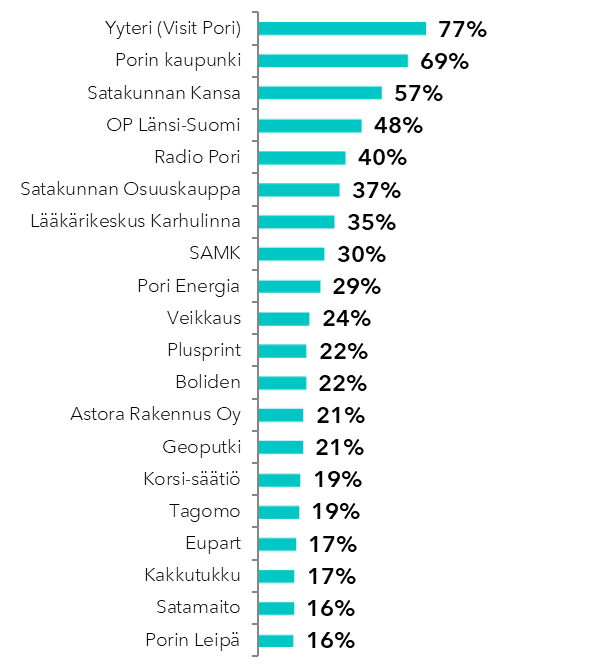 Yyteri (Visit Pori) 77%
Porin kaupunki 69%
Satakunnan Kansa 57%
OP Länsi-Suomi 48%
Radio Pori 40%
Satakunnan Osuuskauppa 37%
Lääkärikeskus Karhulinna 35%
SAMK 30%
Pori Energia 29%
Veikkaus 24%
Plusprint 22%
Boliden 22%
Astora Rakennus Oy 21%
Geoputki 21%
Korsi-säätiö 19%
Tagomo 19%
Eupart 17%
Kakkutukku 17%
Satamaito 16%
Porin Leipä 16%